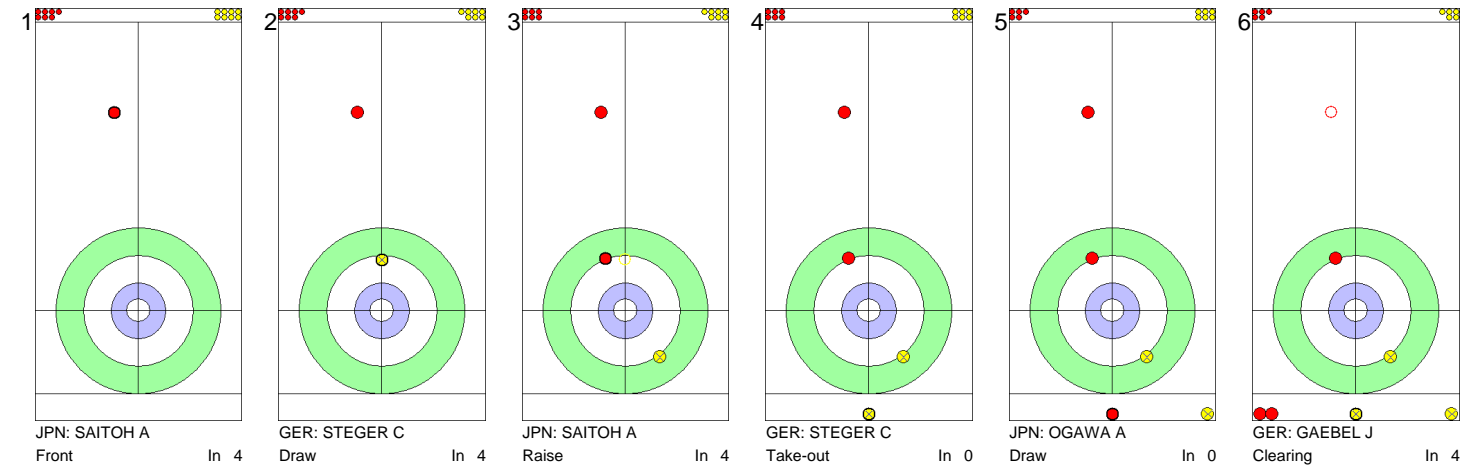 1 2 3 4 5 6
JPN: SAITOH A GER: STEGER C JPN: SAITOH A GER: STEGER C JPN: OGAWA A GER: GAEBEL J
Front In 4 Draw In 4 Raise In 4 Take-out In 0 Draw In 0 Clearing In 4